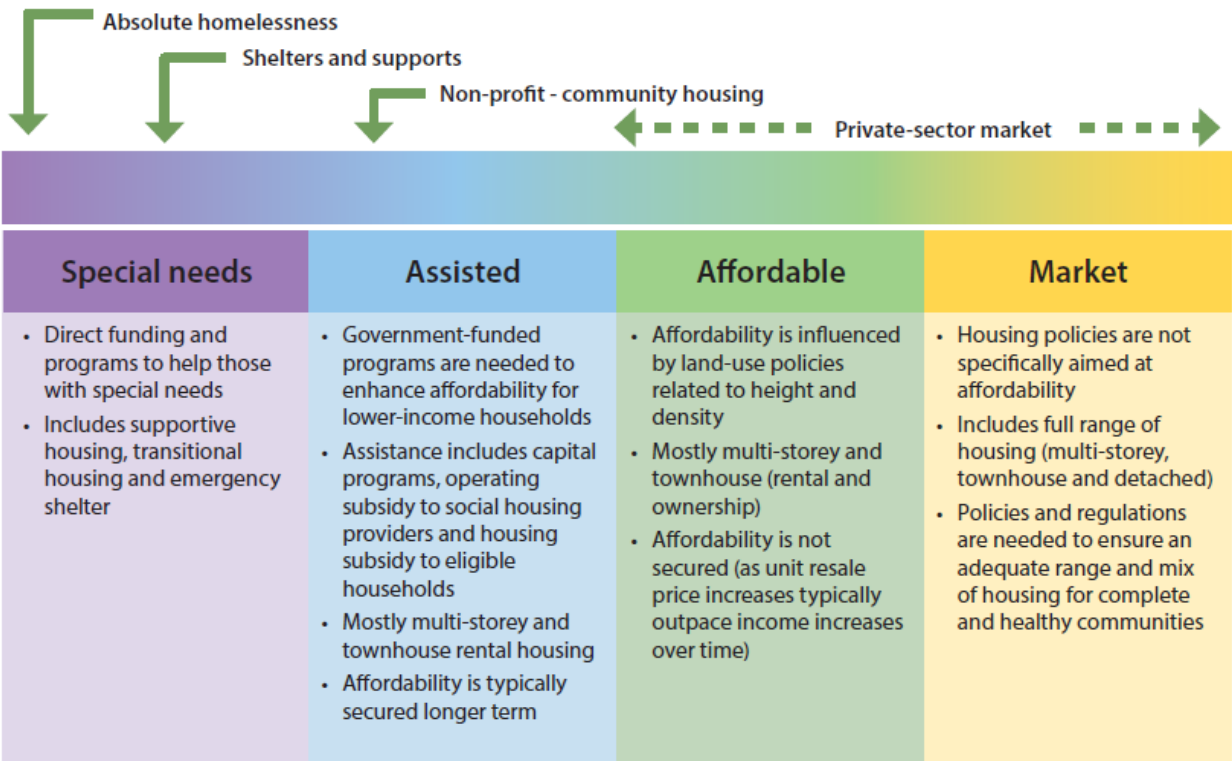 Absolute homelessness
Shelters and supports
Non-profit - community housing
Private-sector market
Special needs
• Direct funding and
programs to help those
with special needs
• Includes supportive
housing, transitional
housing and emergency
shelter
Assisted
• Government-funded
programs are needed to
enhance affordability for
lower-income households
• Assistance includes capital
programs, operating
subsidy to social housing
providers and housing
subsidy to eligible
households
• Mostly multi-storey and
townhouse rental housing
• Affordability is typically
secured longer term
Affordable
• Affordability is influenced
by land-use policies
related to height and
density
• Mostly multi-storey and
townhouse (rental and
ownership)
• Affordability is not
secured (as unit resale
price increases typically
outpace income increases
over time)
Market
• Housing policies are not
specifically aimed at
affordability
• Includes full range of
housing (multi-storey,
townhouse and detached)
• Policies and regulations
are needed to ensure an
adequate range and mix
of housing for complete
and healthy communities